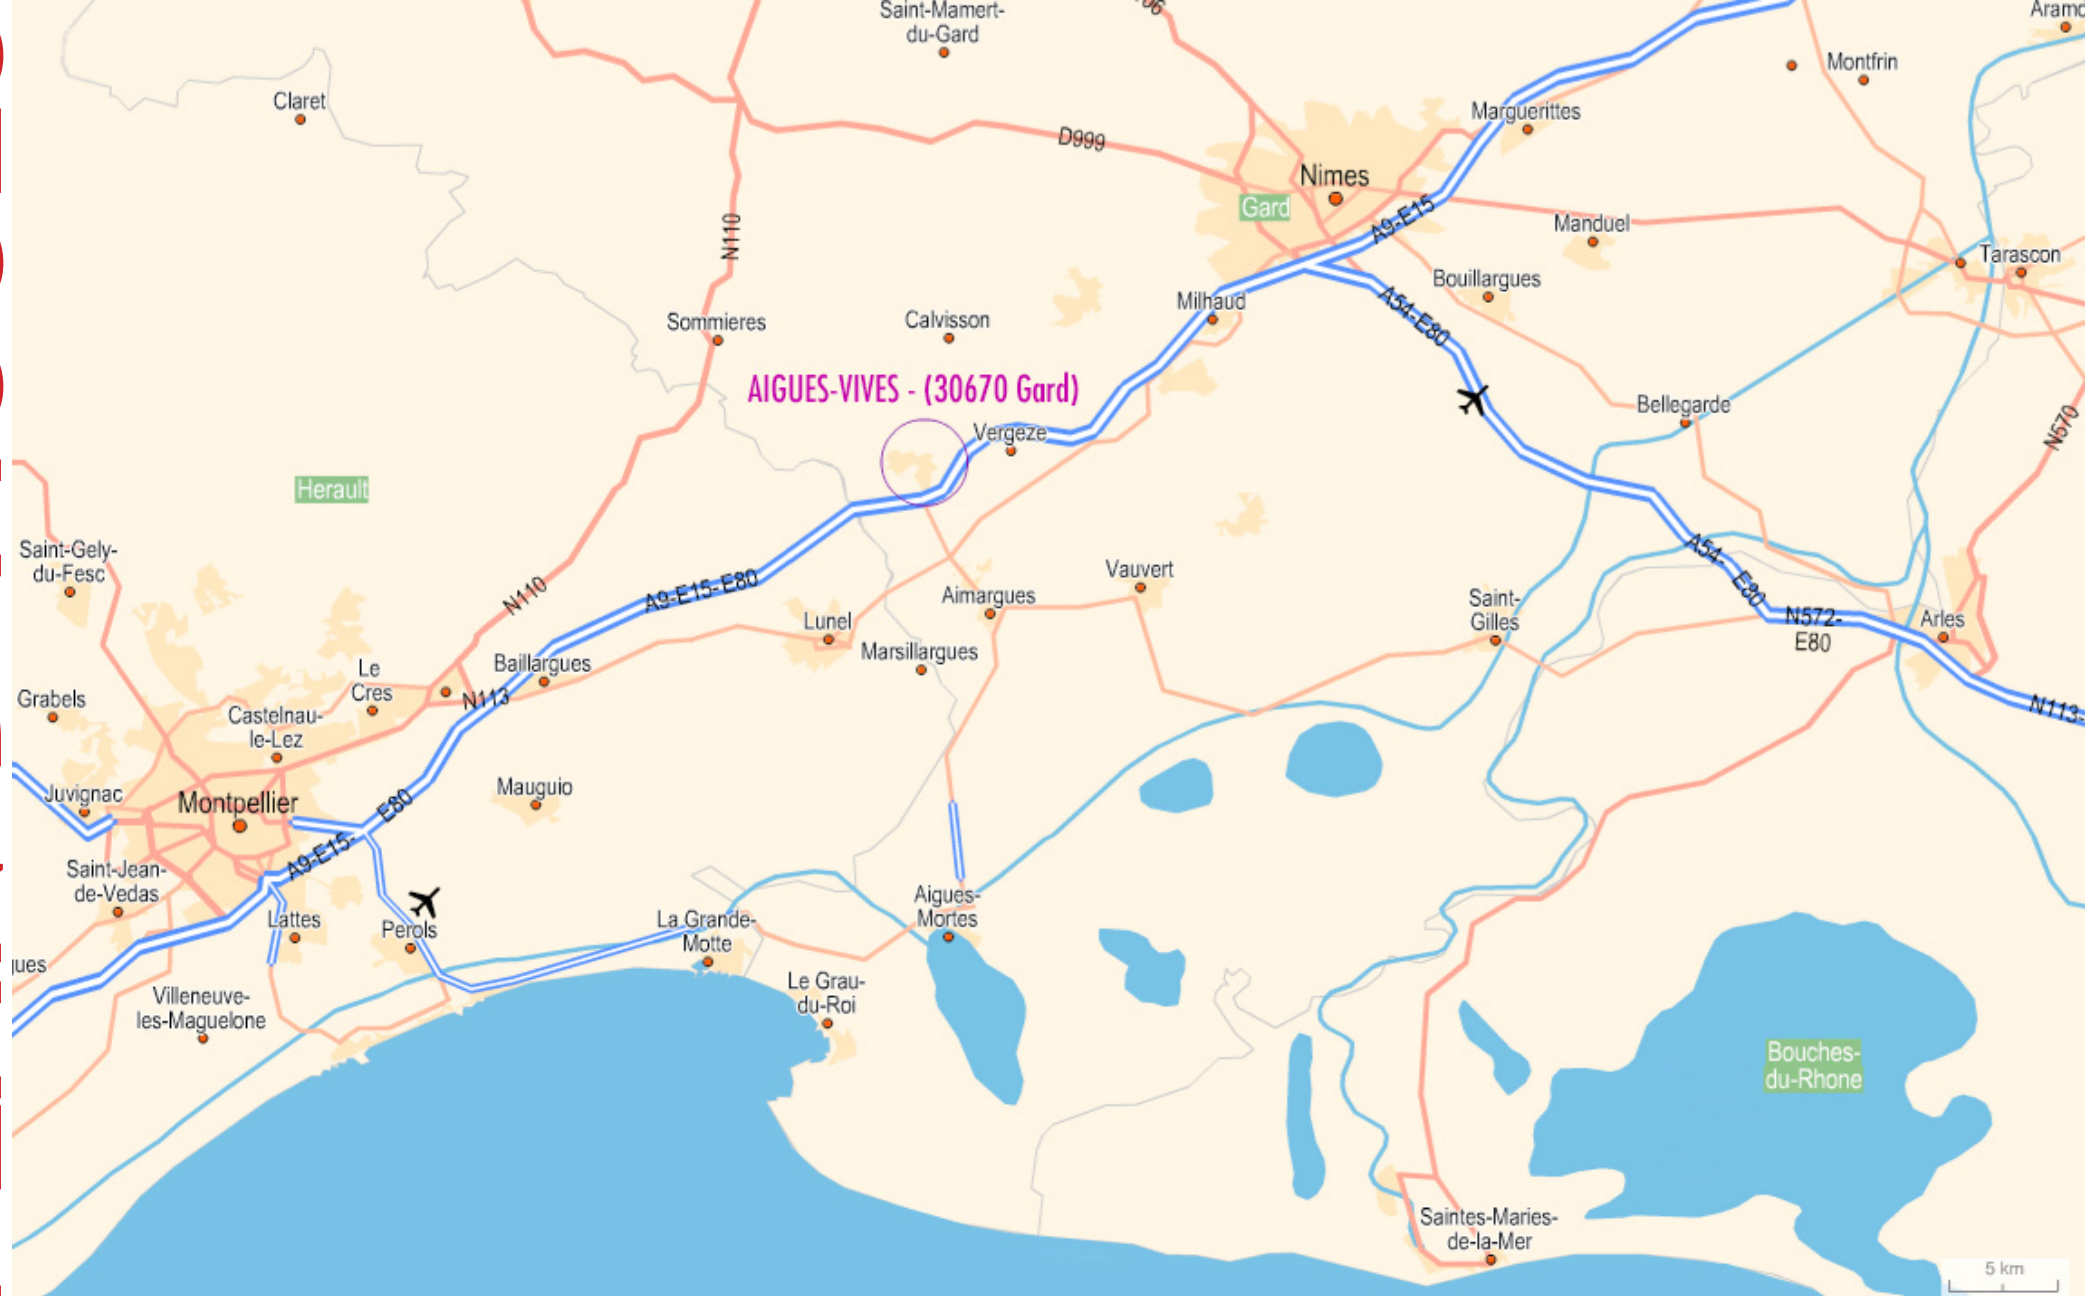 Saint-Mamert-
du-Gard
Aramo
Montfrin
Claret
Marguerittes
D999
Nimes
Gard
A9-E15
N110
Manduel
Tarascon
Bouillargues
Milhaud
A54-E80
Sommieres
Calvisson
AIGUES-VIVES - (30670 Gard)
Bellegarde
Vergeze
N570
Herault
Saint-Gely-
du-Fesc
A54-
E80
N110
A9-E15-E80
Vauvert
Aimargues
Saint-
Gilles
N572-
E80
Arles
Lunel
Marsillargues
Baillargues
Le
Cres
N113
Grabels
Castelnau-
le-Lez
N113-
Juvignac
Montpellier
Mauguio
E80
A9-E15-
Saint-Jean-
de-Vedas
Lattes
Perols
La Grande-
Motte
Aigues-
Mortes
gues
Le Grau-
du-Roi
Villeneuve-
les-Maguelone
Bouches-
du-Rhone
Saintes-Maries-
de-la-Mer
5 km